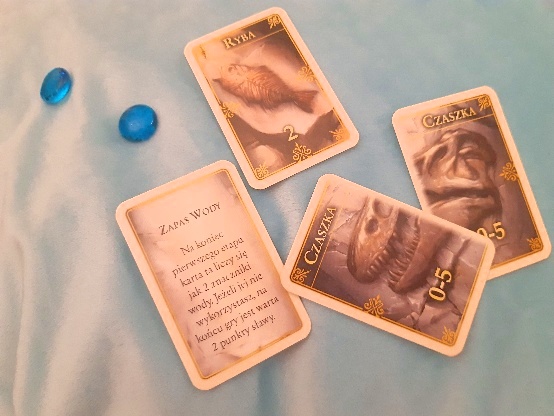 Ryba
2
Czaszka
0-5
Zapas Wody
Na koniec
pierwszego etapu
karta ta liczy się
jak 2 znaczniki
wody. Jeżeli jej nie
wykorzystasz, na
końcu gry jest warta
2 punkty sławy.
Czaszka
0-5